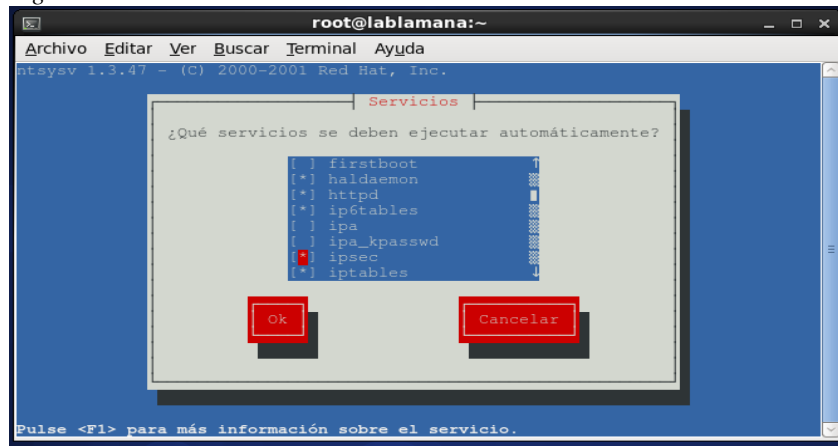 root@lablamana:~
Archivo Editar Ver Buscar Terminal Ayuda
ntsysv 1.3.47 - (C) 2000-2001 Red Hat, Inc.
Servicios
¿Qué servicios se deben ejecutar automáticamente?
[ ] firstboot
[*] haldaemon
[*] httpd
[*] ip6tables
[ ] ipa
[ ] ipa_kpasswd
[*] ipsec
[*] iptables
Ok Cancelar
Pulse <F1> para más información sobre el servicio.